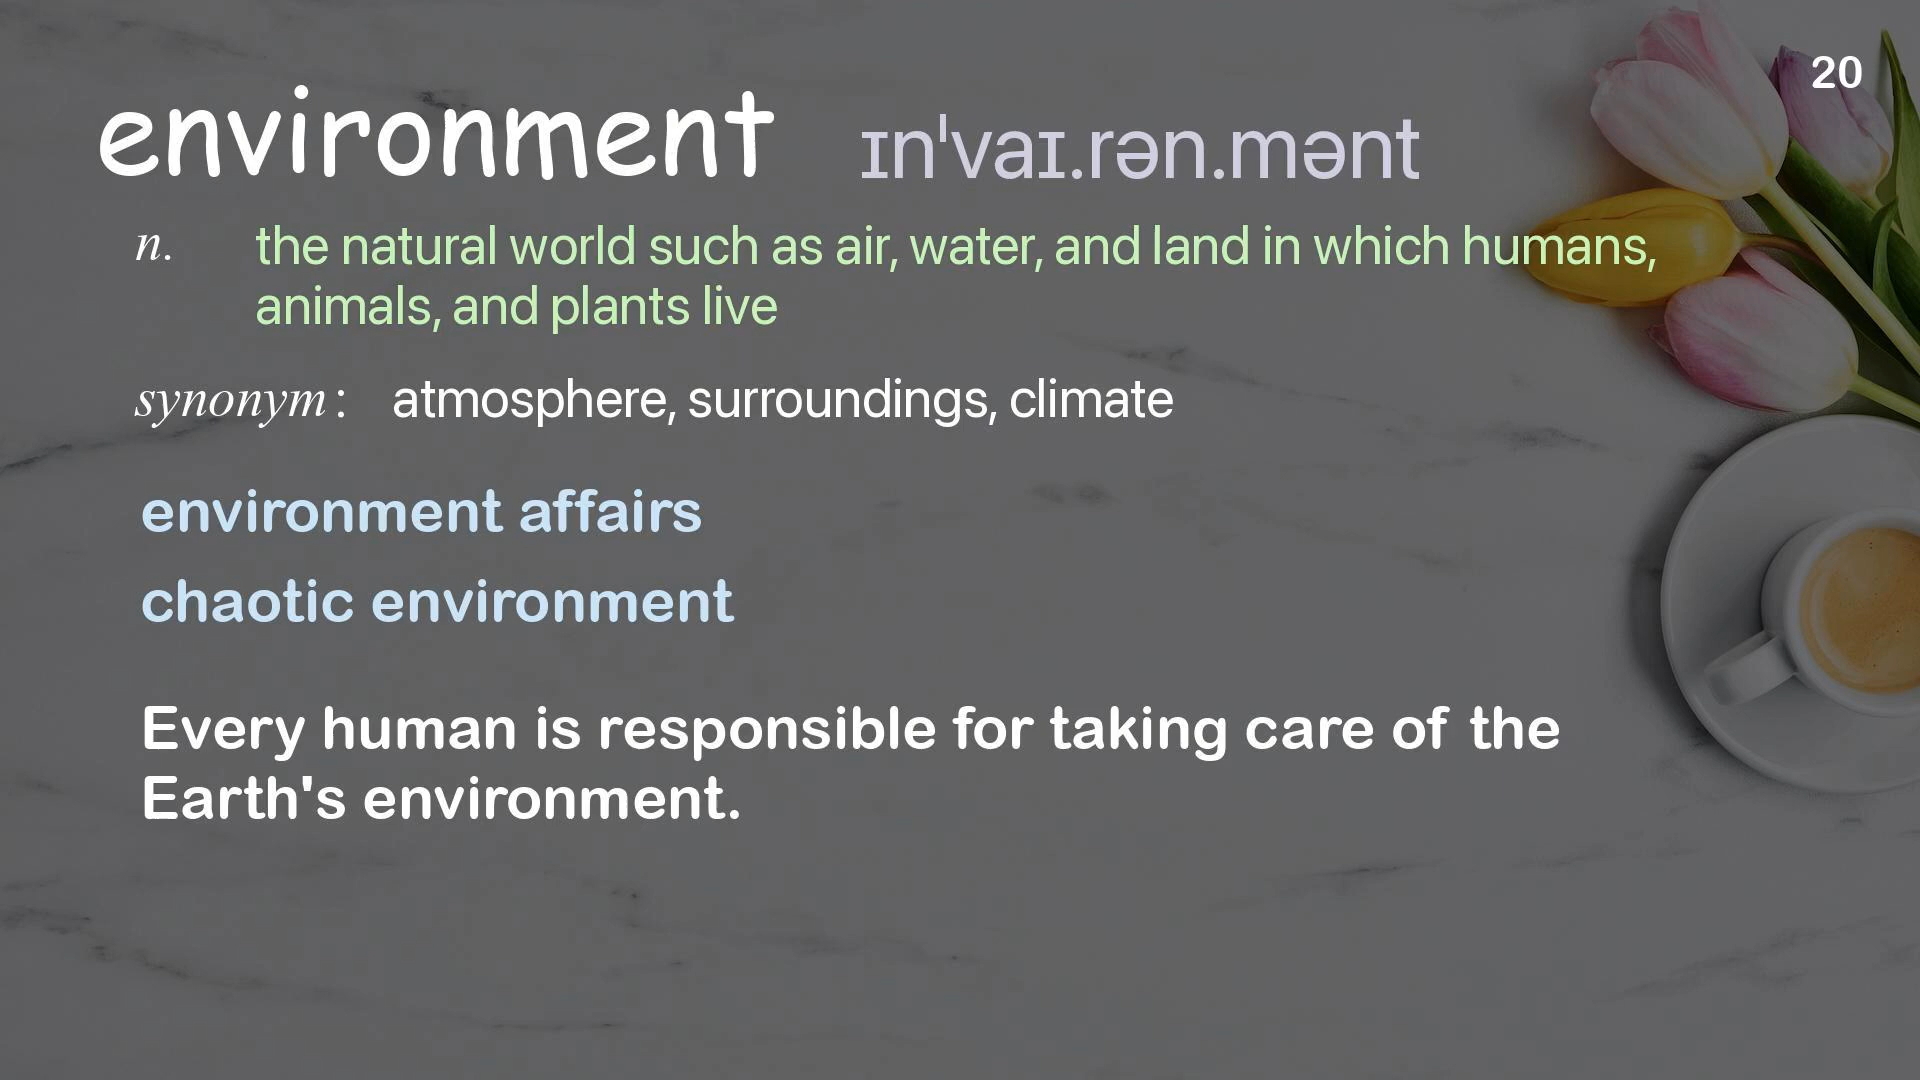 20
environment ɪnˈvaɪ.rən.mənt
n. the natural world such as air, water, and land in which humans,
animals, and plants live
synonym: atmosphere, surroundings, climate
environment affairs
chaotic environment
Every human is responsible for taking care of the
Earth's environment.